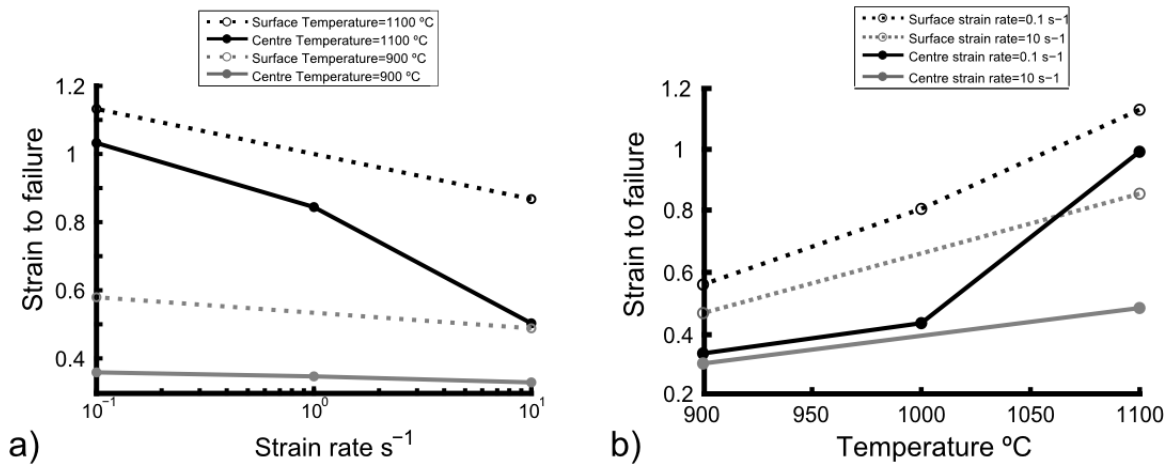 Surface Temperature=1100 ºC
Centre Temperature=1100 ºC
Surface Temperature=900 ºC
Centre Temperature=900 ºC
1.2
1
0.8
0.6
0.4
Strain to failure
10⁻¹
10⁰
10¹
Strain rate s⁻¹
a)
Surface strain rate=0.1 s−1
Surface strain rate=10 s−1
Centre strain rate=0.1 s−1
Centre strain rate=10 s−1
1.2
1
0.8
0.6
0.4
0.2
Strain to failure
900
950
1000
1050
1100
Temperature ºC
b)